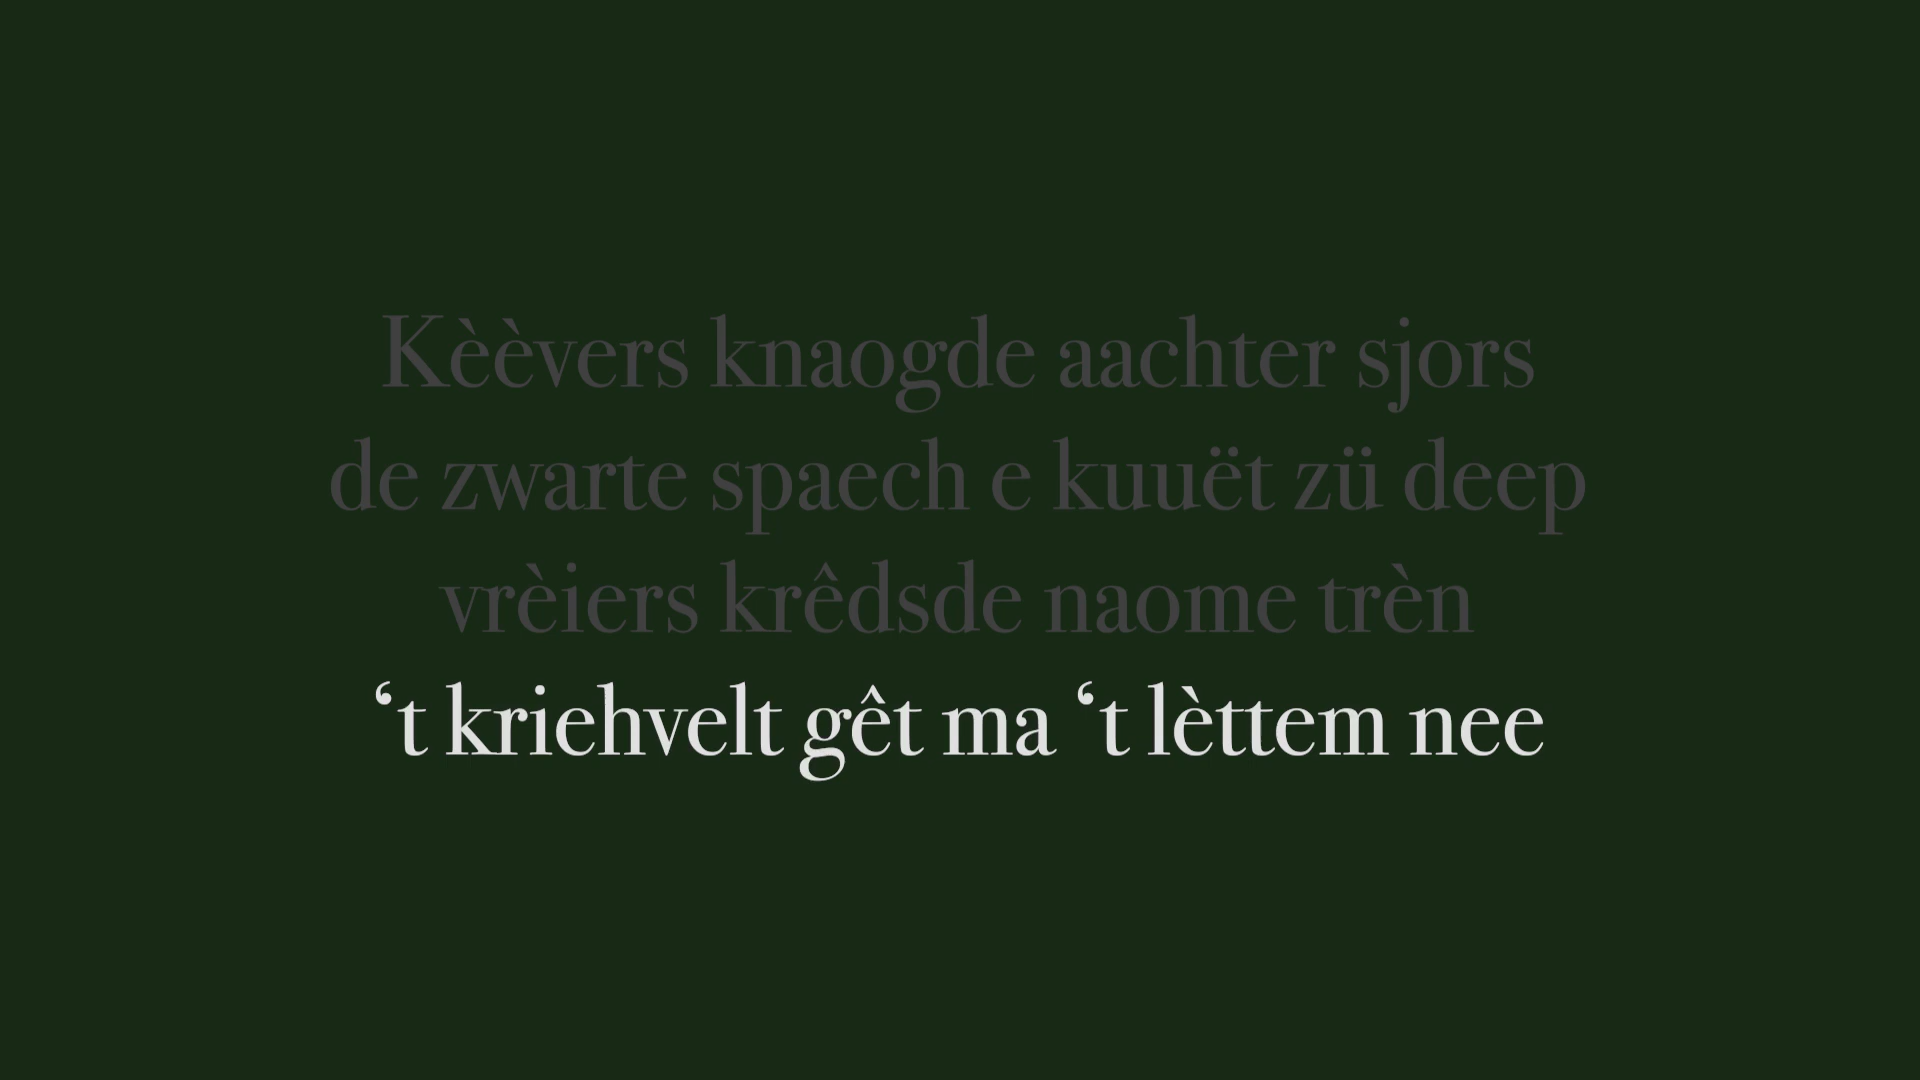 Kèèvers knaogde aachter sjors
de zwarte spaech e kuuët zü deep
vrèiers krêdsde naome trèn
‘t kriehvelt gêt ma ‘t lèttem nee